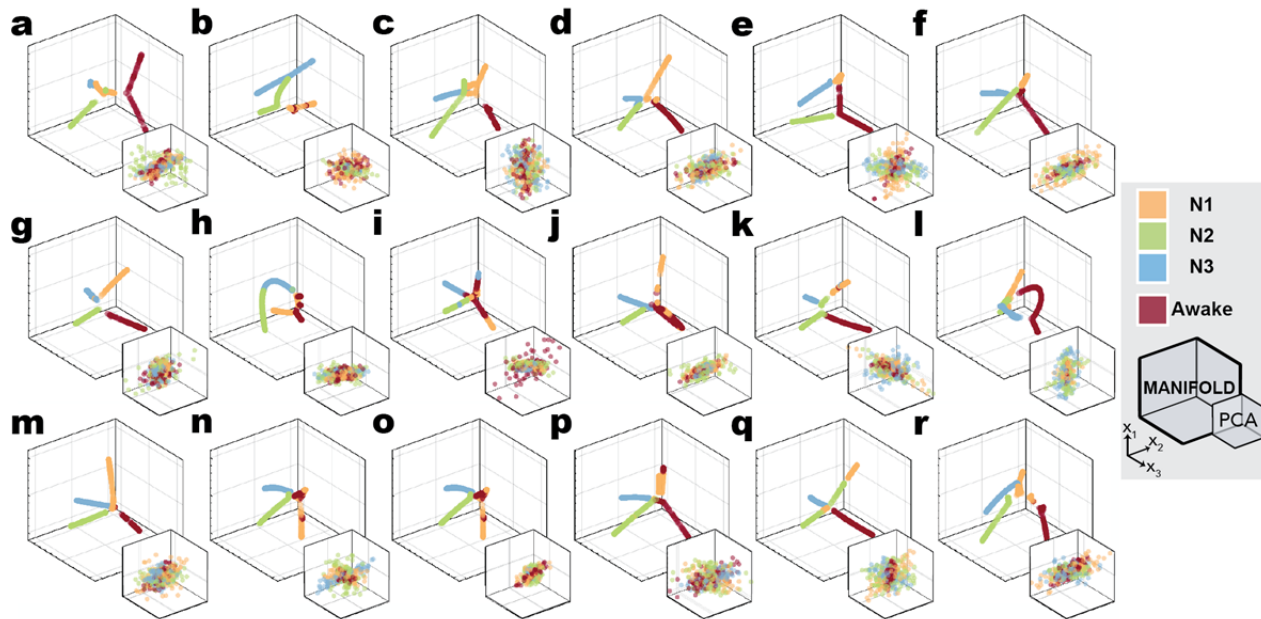 a b c d e f
g h i j k l
m n o p q r
N1
N2
N3
Awake
MANIFOLD
PCA
x1
x2
x3